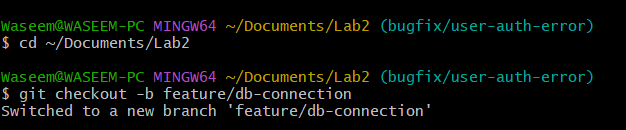 Waseem@WASEEM-PC MINGW64 ~/Documents/Lab2 (bugfix/user-auth-error)
$ cd ~/Documents/Lab2
Waseem@WASEEM-PC MINGW64 ~/Documents/Lab2 (bugfix/user-auth-error)
$ git checkout -b feature/db-connection
Switched to a new branch 'feature/db-connection'